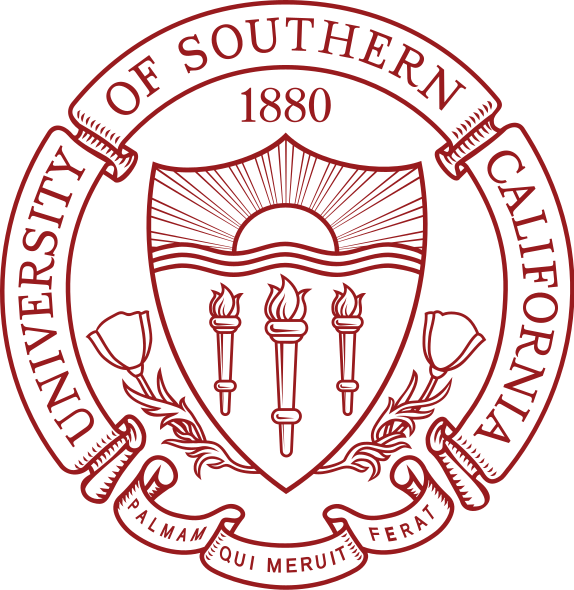 UNIVERSITY OF SOUTHERN CALIFORNIA
1880
PALMAM QUI MERUIT FERAT